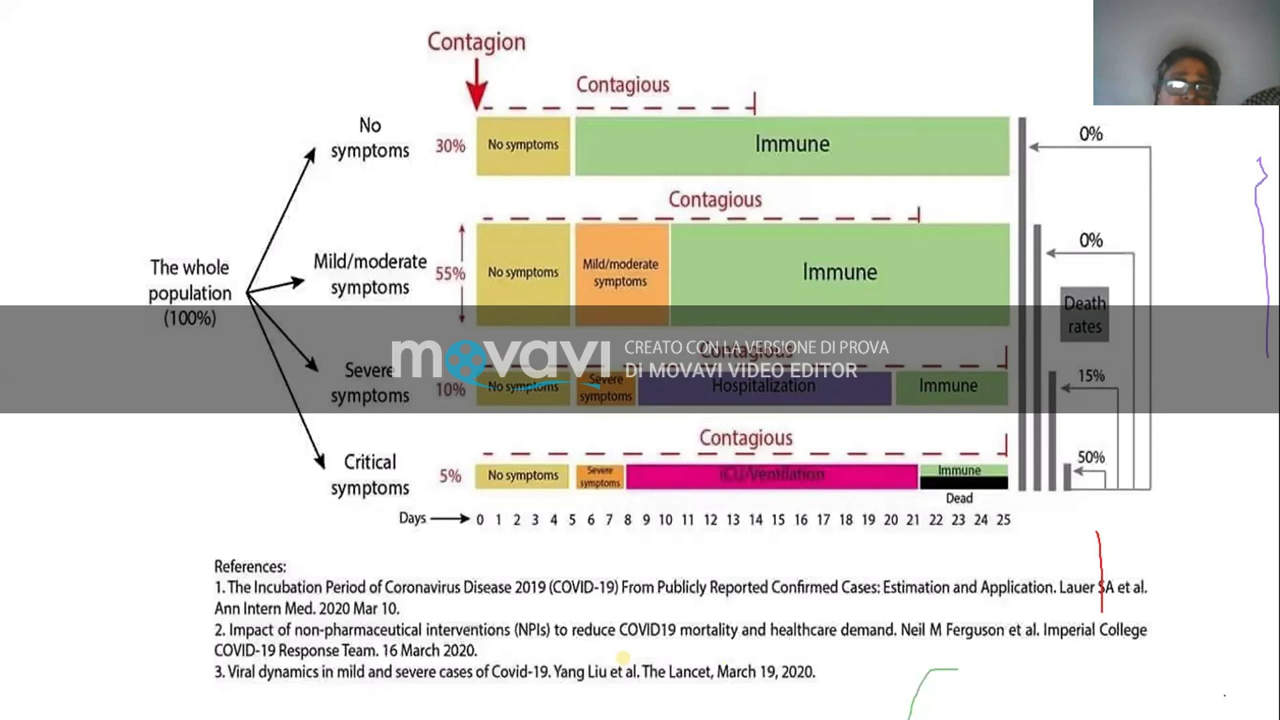 Contagion
Contagious
No
symptoms
30%
No symptoms
Immune
0%
Contagious
The whole
population
(100%)
Mild/moderate
symptoms
55%
No symptoms
Mild/moderate
symptoms
Immune
0%
Death
rates
movavi
CREATO CON LA VERSIONE DI PROVA
DI MOVAVI VIDEO EDITOR
Contagious
Severe
symptoms
10%
No symptoms
Severe
symptoms
Hospitalization
Immune
15%
Contagious
Critical
symptoms
5%
No symptoms
Severe
symptoms
ICU/Ventilation
Immune
Dead
50%
Days 0 1 2 3 4 5 6 7 8 9 10 11 12 13 14 15 16 17 18 19 20 21 22 23 24 25
References:
1. The Incubation Period of Coronavirus Disease 2019 (COVID-19) From Publicly Reported Confirmed Cases: Estimation and Application. Lauer SA et al.
Ann Intern Med. 2020 Mar 10.
2. Impact of non-pharmaceutical interventions (NPIs) to reduce COVID19 mortality and healthcare demand. Neil M Ferguson et al. Imperial College
COVID-19 Response Team. 16 March 2020.
3. Viral dynamics in mild and severe cases of Covid-19. Yang Liu et al. The Lancet, March 19, 2020.